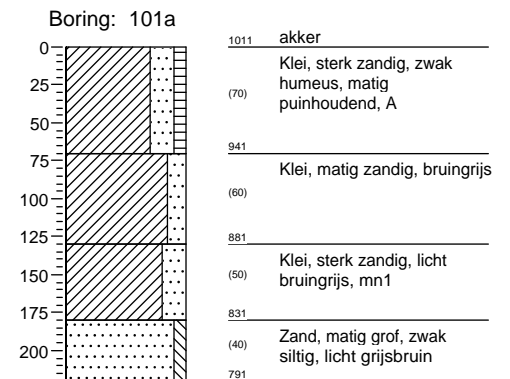 Boring: 101a
0
25
50
75
100
125
150
175
200
1011 akker
Klei, sterk zandig, zwak
humeus, matig
(70)
puinhoudend, A
941
Klei, matig zandig, bruingrijs
(60)
881
Klei, sterk zandig, licht
(50)
bruingrijs, mn1
831
Zand, matig grof, zwak
(40)
siltig, licht grijsbruin
791